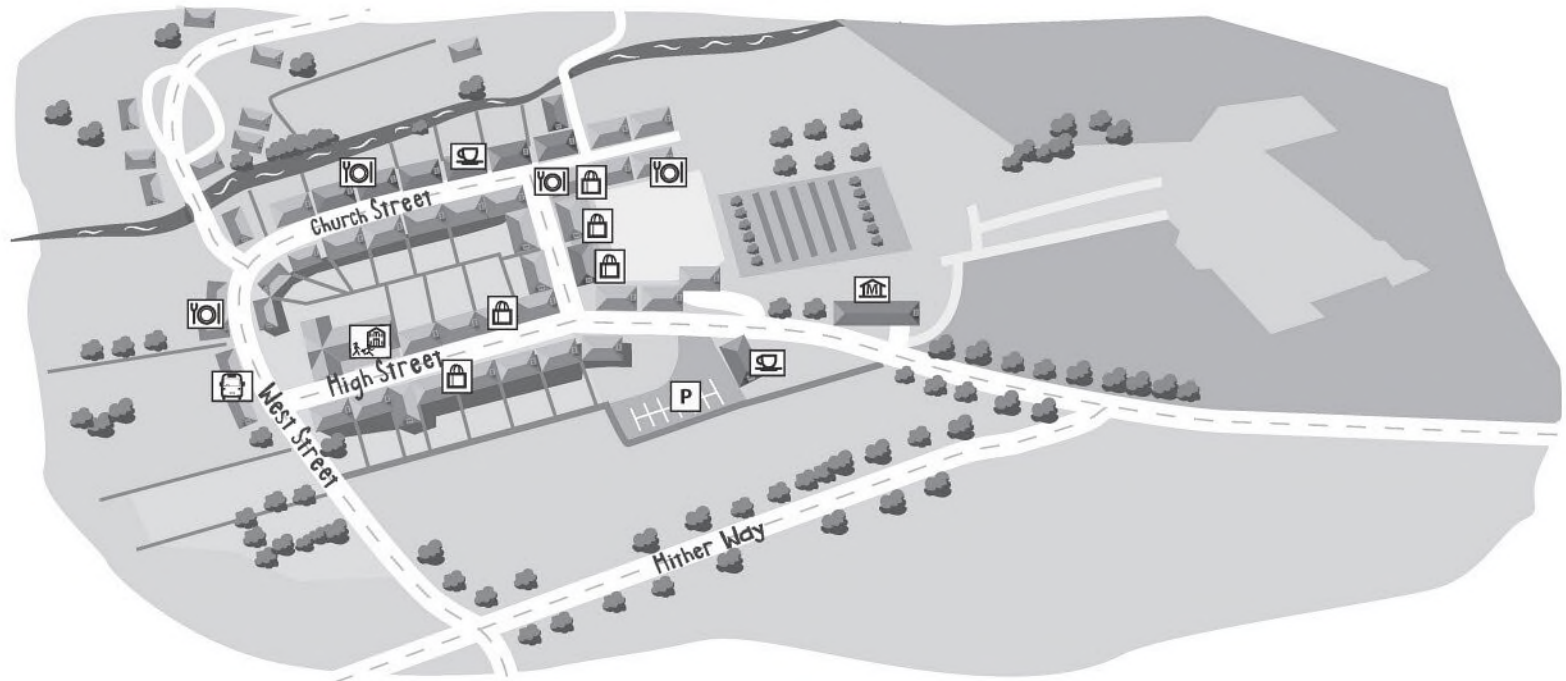 Church Street
M
High Street
West Street
P
Hither Way